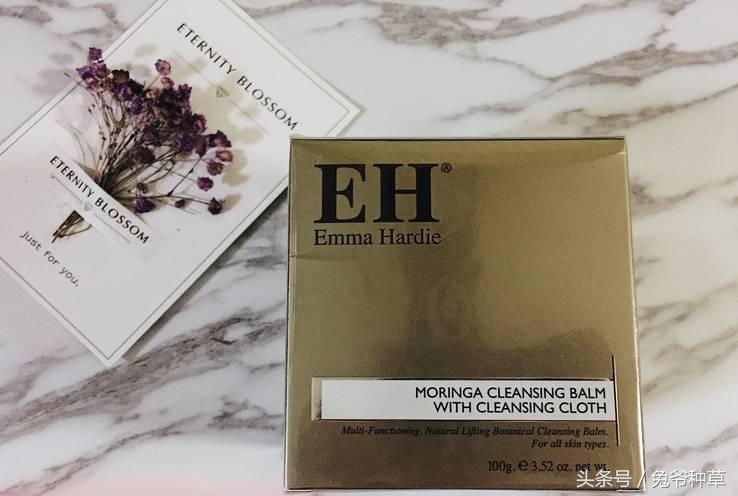 ETERNITY BLOSSOM
ETERNITY BLOSSOM
Just for you.
EH®
Emma Hardie
MORINGA CLEANSING BALM
WITH CLEANSING CLOTH
Multi-Functioning, Natural Lifting Botanical Cleansing Balm.
For all skin types.
100g. ℮ 3.52 oz. net wt.
头条号 / 兔爷种草